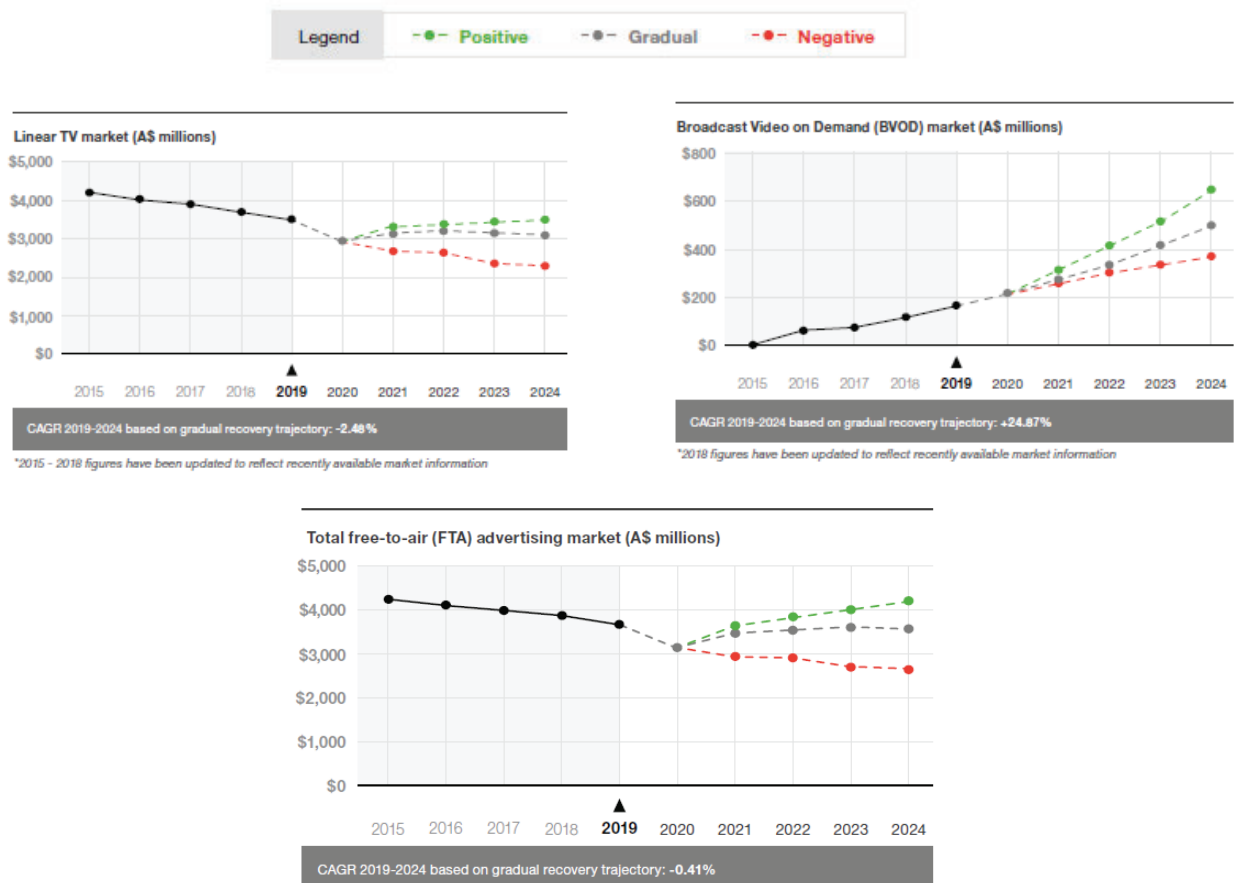 Legend Positive Gradual Negative
Linear TV market (A$ millions)
$5,000
$4,000
$3,000
$2,000
$1,000
$0
2015 2016 2017 2018 2019 2020 2021 2022 2023 2024
CAGR 2019-2024 based on gradual recovery trajectory: -2.48%
*2015 - 2018 figures have been updated to reflect recently available market information
Broadcast Video on Demand (BVOD) market (A$ millions)
$800
$600
$400
$200
$0
2015 2016 2017 2018 2019 2020 2021 2022 2023 2024
CAGR 2019-2024 based on gradual recovery trajectory: +24.87%
*2018 figures have been updated to reflect recently available market information
Total free-to-air (FTA) advertising market (A$ millions)
$5,000
$4,000
$3,000
$2,000
$1,000
$0
2015 2016 2017 2018 2019 2020 2021 2022 2023 2024
CAGR 2019-2024 based on gradual recovery trajectory: -0.41%